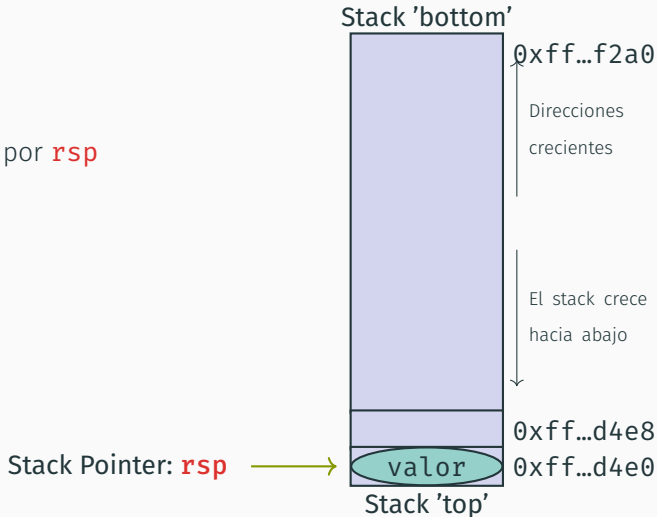 Stack 'bottom'
0xff…f2a0
Direcciones
crecientes
por rsp
El stack crece
hacia abajo
0xff…d4e8
Stack Pointer: rsp
valor
0xff…d4e0
Stack 'top'